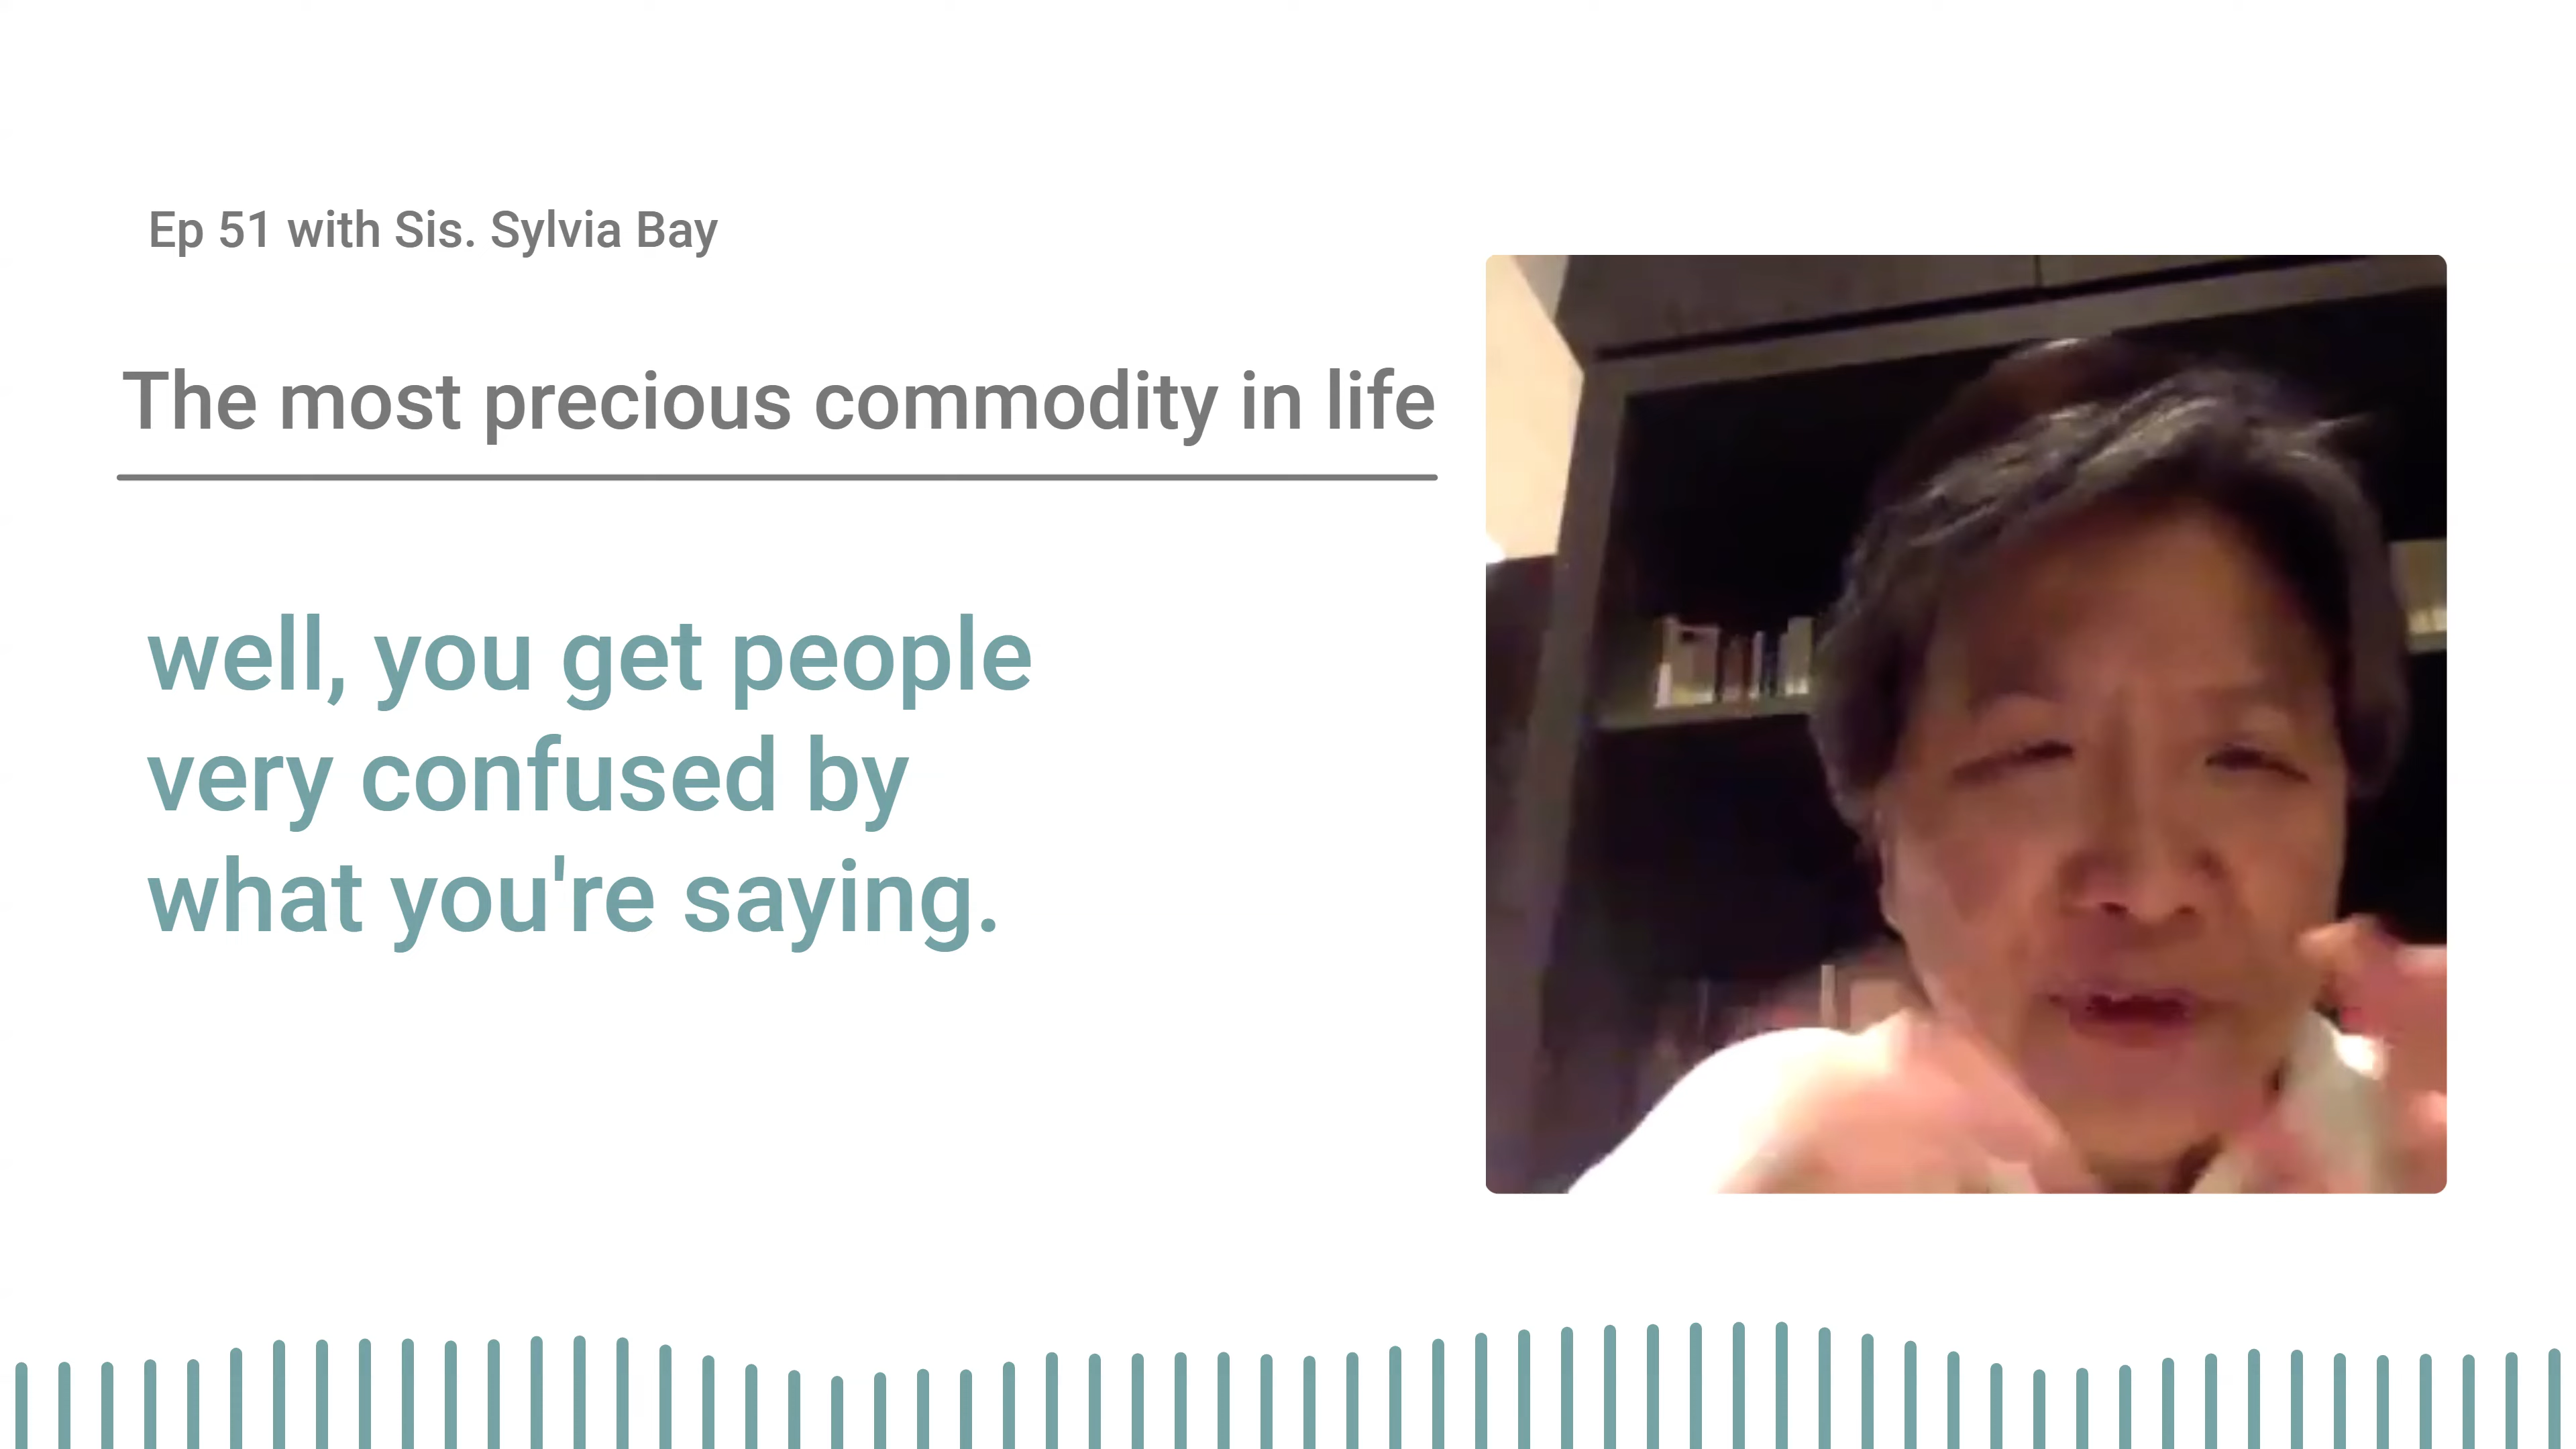 Ep 51 with Sis. Sylvia Bay
The most precious commodity in life
well, you get people
very confused by
what you're saying.